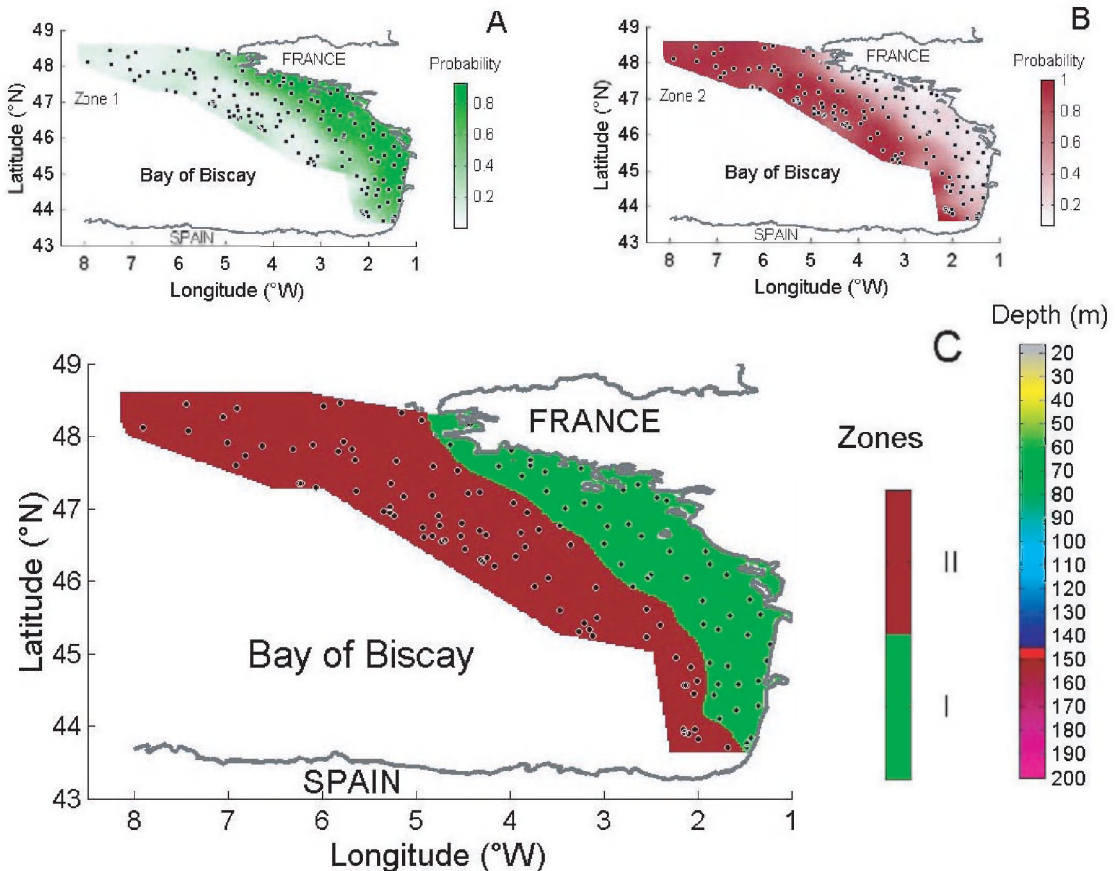 A
49
48
47
46
45
44
43
Latitude (°N)
FRANCE
Zone 1
Bay of Biscay
SPAIN
8 7 6 5 4 3 2 1
Longitude (°W)
Probability
0.8
0.6
0.4
0.2
B
49
48
47
46
45
44
43
Latitude (°N)
FRANCE
Zone 2
Bay of Biscay
SPAIN
8 7 6 5 4 3 2 1
Longitude (°W)
Probability
1
0.8
0.6
0.4
0.2
C
49
48
47
46
45
44
43
Latitude (°N)
FRANCE
Bay of Biscay
SPAIN
8 7 6 5 4 3 2 1
Longitude (°W)
Zones
II
I
Depth (m)
20
30
40
50
60
70
80
90
100
110
120
130
140
150
160
170
180
190
200